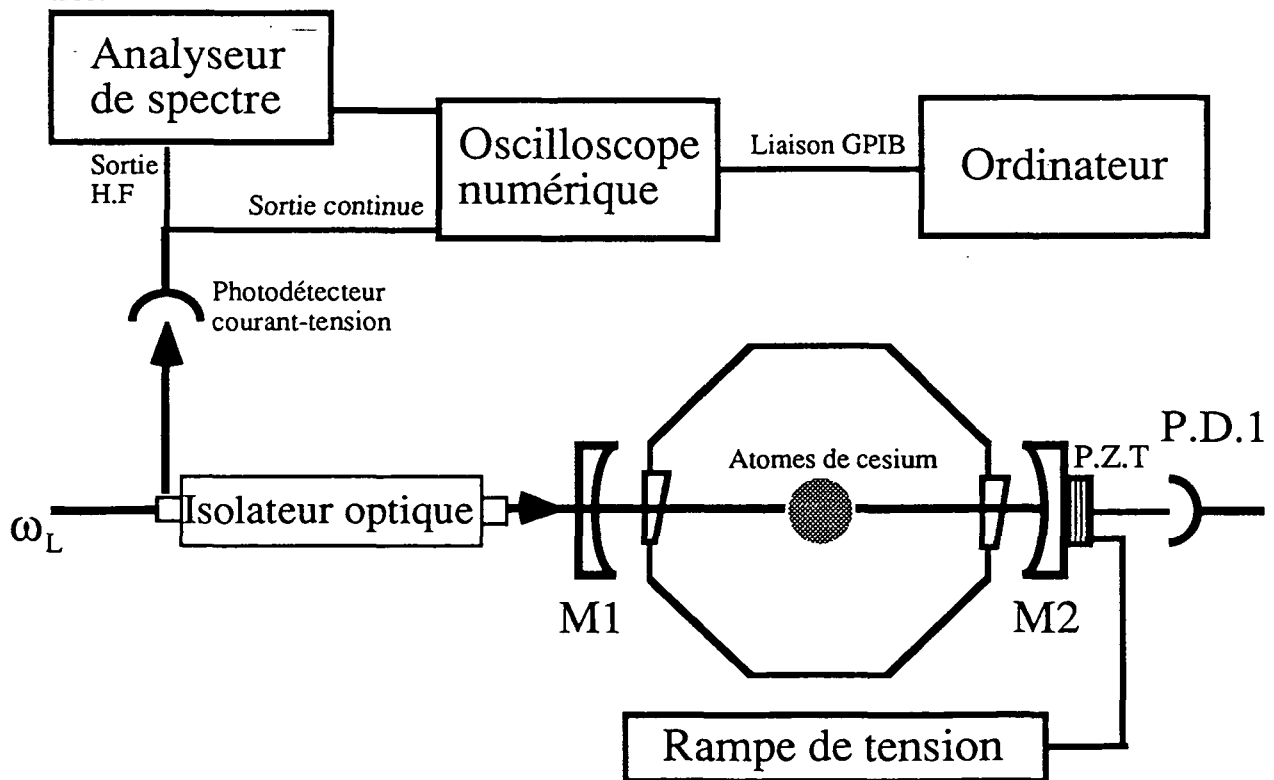 Analyseur
de spectre
Oscilloscope
numérique
Liaison GPIB
Ordinateur
Sortie
H.F
Sortie continue
Photodétecteur
courant-tension
P.D.1
Atomes de cesium
P.Z.T
Isolateur optique
ω_L
M1
M2
Rampe de tension